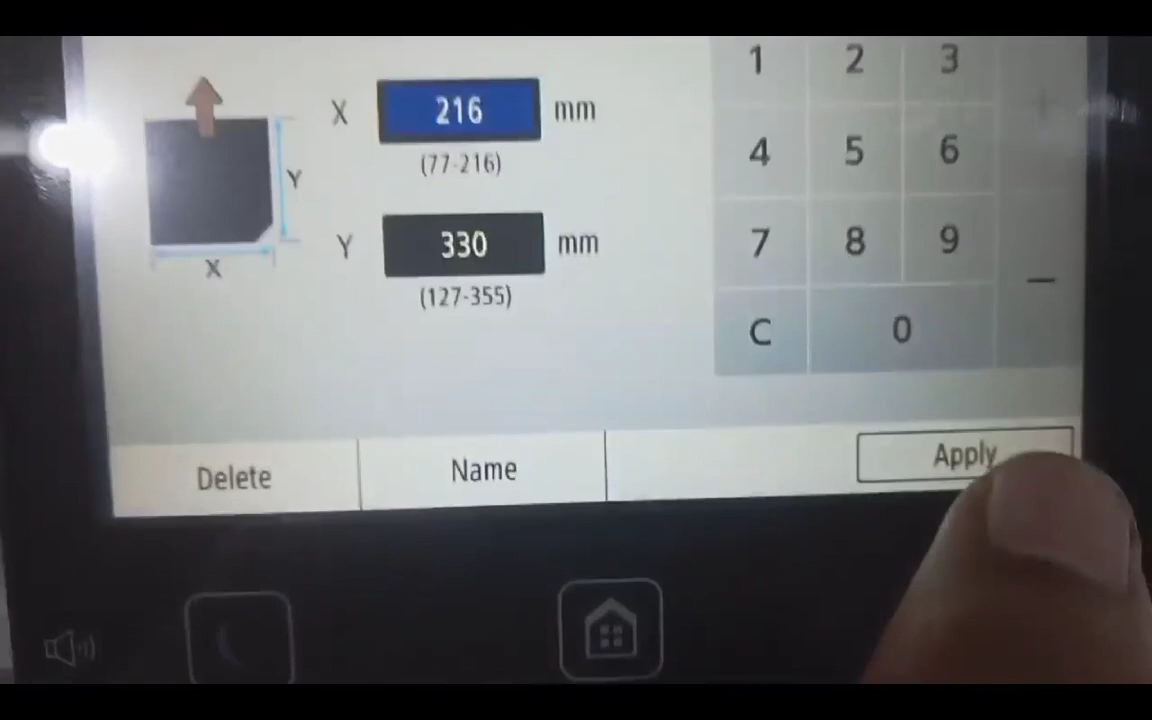 X 216 mm
(77-216)
Y 330 mm
(127-355)
Y
X
1 2 3
4 5 6
7 8 9
C 0
Delete Name Apply